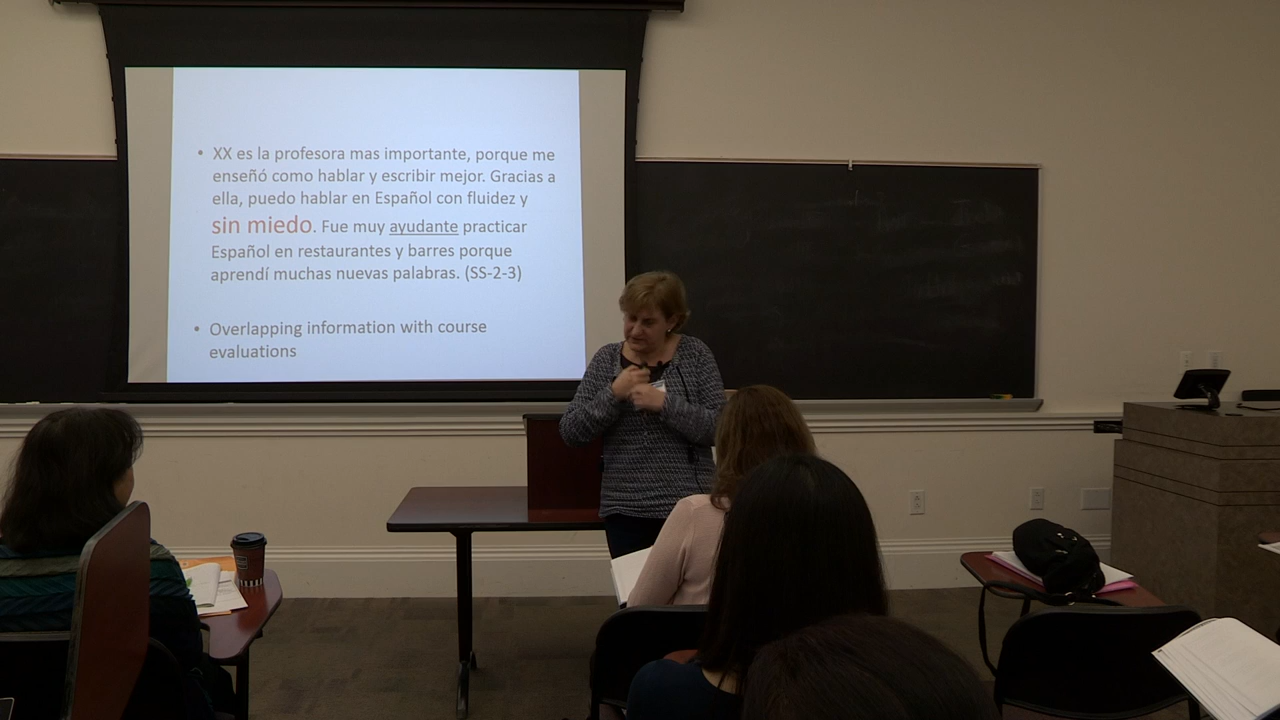 • XX es la profesora mas importante, porque me
enseñó como hablar y escribir mejor. Gracias a
ella, puedo hablar en Español con fluidez y
sin miedo. Fue muy ayudante practicar
Español en restaurantes y barres porque
aprendí muchas nuevas palabras. (SS-2-3)
• Overlapping information with course
evaluations